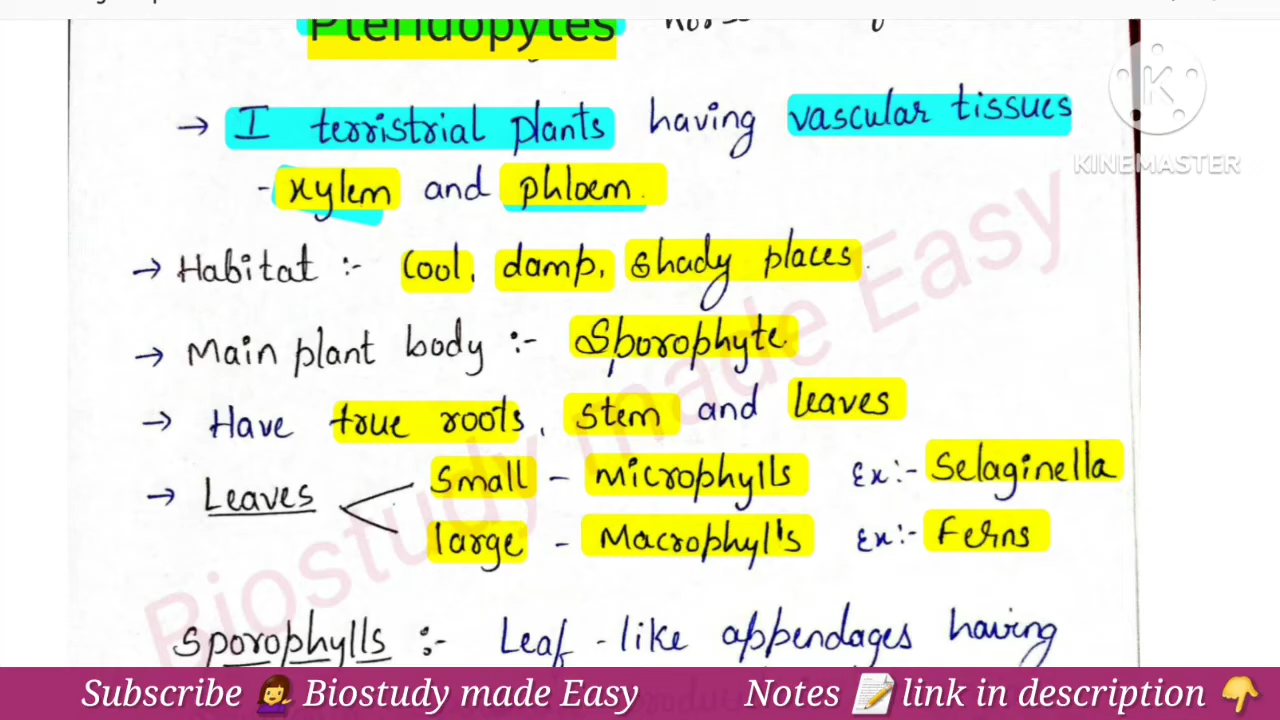 Pteridopytes
→ I terristrial plants having vascular tissues
- xylem and phloem.
KINEMASTER
→ Habitat :- Cool, damp, shady places.
→ Main plant body :- Sporophyte
→ Have true roots, stem and leaves
→ Leaves small - microphylls Ex:- Selaginella
large - Macrophylls Ex:- Ferns
Biostudy made Easy
Sporophylls :- Leaf-like appendages having
Subscribe 🙋‍♀️ Biostudy made Easy Notes 📝 link in description 👇